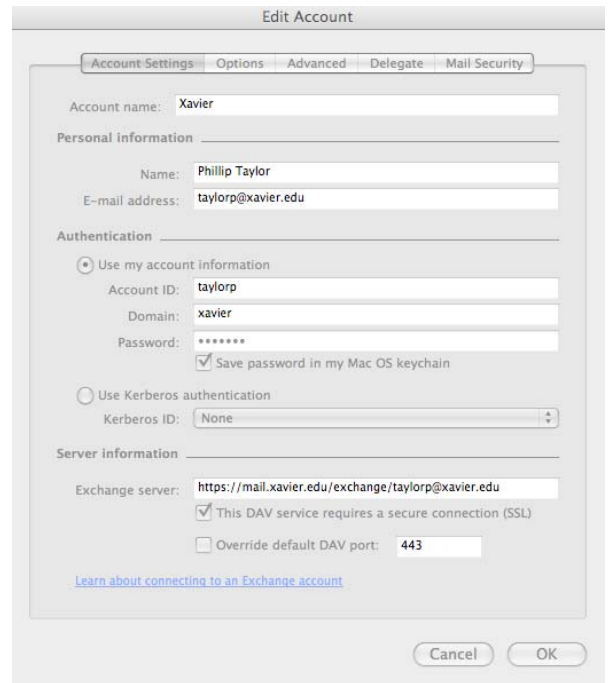 Edit Account
Account Settings Options Advanced Delegate Mail Security
Account name: Xavier
Personal information
Name: Phillip Taylor
E-mail address: taylorp@xavier.edu
Authentication
Use my account information
Account ID: taylorp
Domain: xavier
Password: •••••••
Save password in my Mac OS keychain
Use Kerberos authentication
Kerberos ID: None
Server information
Exchange server: https://mail.xavier.edu/exchange/taylorp@xavier.edu
This DAV service requires a secure connection (SSL)
Override default DAV port: 443
Learn about connecting to an Exchange account
Cancel OK